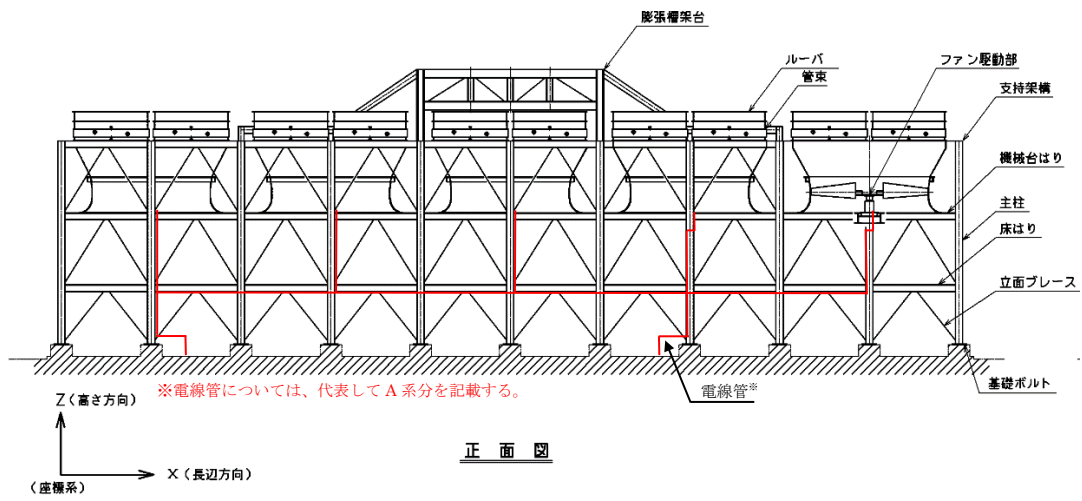 膨張槽架台
ルーバ
管束
ファン駆動部
支持架構
機械台はり
主柱
床はり
立面ブレース
基礎ボルト
電線管※
※電線管については、代表して A 系分を記載する。
Z(高さ方向)
X(長辺方向)
(座標系)
正面図